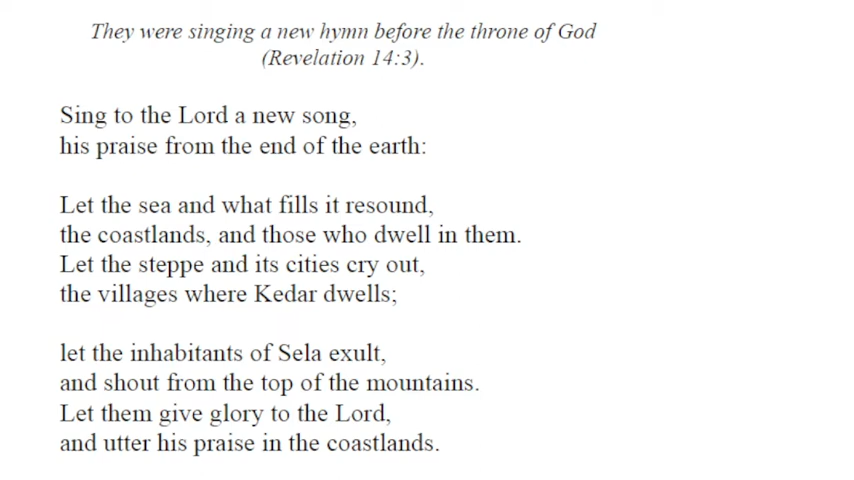 They were singing a new hymn before the throne of God
(Revelation 14:3).
Sing to the Lord a new song,
his praise from the end of the earth:
Let the sea and what fills it resound,
the coastlands, and those who dwell in them.
Let the steppe and its cities cry out,
the villages where Kedar dwells;
let the inhabitants of Sela exult,
and shout from the top of the mountains.
Let them give glory to the Lord,
and utter his praise in the coastlands.